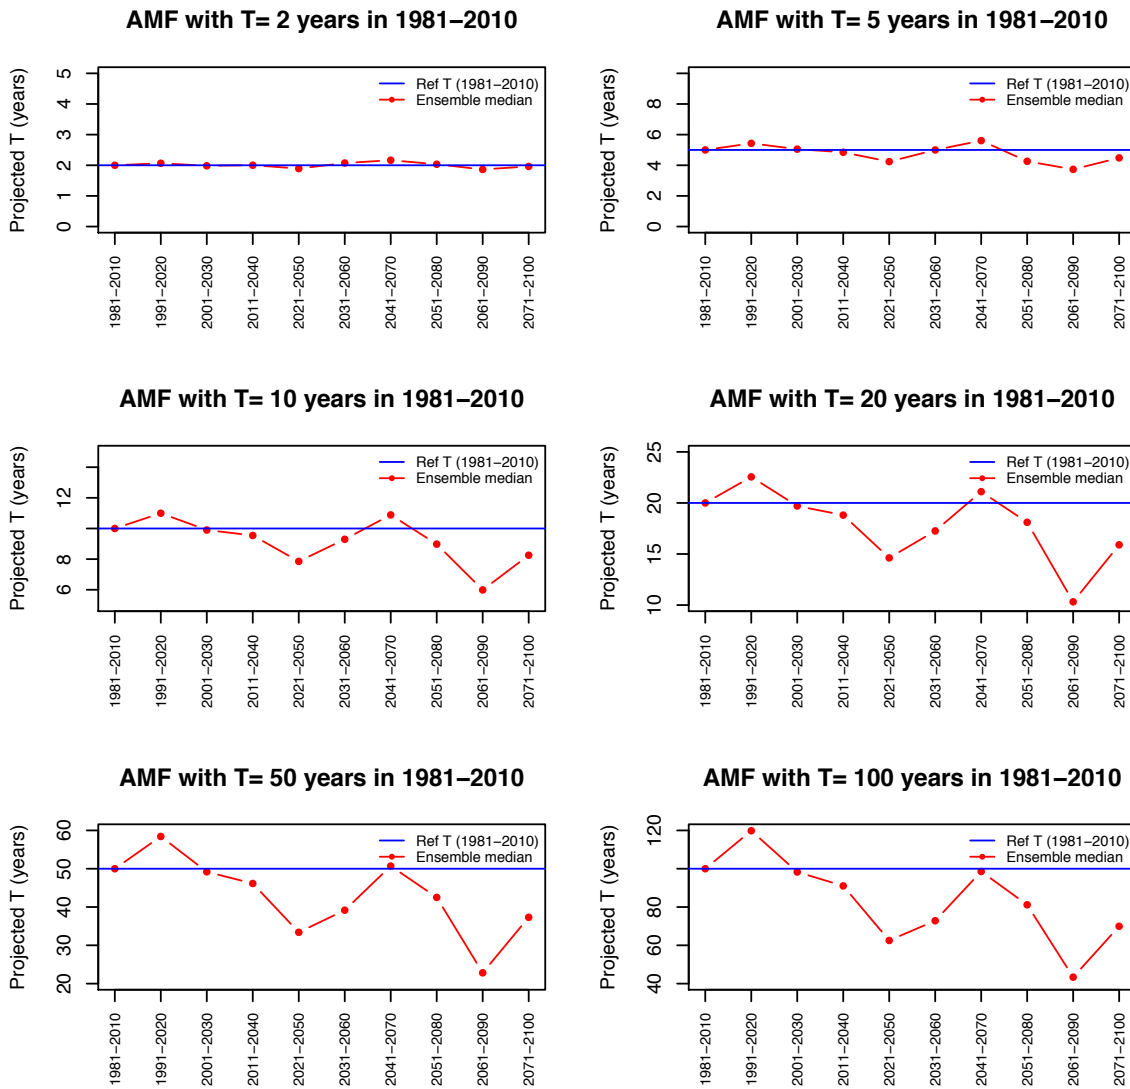 AMF with T= 2 years in 1981−2010
Projected T (years)
0 1 2 3 4 5
Ref T (1981−2010)
Ensemble median
1981−2010
1991−2020
2001−2030
2011−2040
2021−2050
2031−2060
2041−2070
2051−2080
2061−2090
2071−2100
AMF with T= 5 years in 1981−2010
Projected T (years)
0 2 4 6 8
Ref T (1981−2010)
Ensemble median
1981−2010
1991−2020
2001−2030
2011−2040
2021−2050
2031−2060
2041−2070
2051−2080
2061−2090
2071−2100
AMF with T= 10 years in 1981−2010
Projected T (years)
6 8 12
Ref T (1981−2010)
Ensemble median
1981−2010
1991−2020
2001−2030
2011−2040
2021−2050
2031−2060
2041−2070
2051−2080
2061−2090
2071−2100
AMF with T= 20 years in 1981−2010
Projected T (years)
10 15 20 25
Ref T (1981−2010)
Ensemble median
1981−2010
1991−2020
2001−2030
2011−2040
2021−2050
2031−2060
2041−2070
2051−2080
2061−2090
2071−2100
AMF with T= 50 years in 1981−2010
Projected T (years)
20 30 40 50 60
Ref T (1981−2010)
Ensemble median
1981−2010
1991−2020
2001−2030
2011−2040
2021−2050
2031−2060
2041−2070
2051−2080
2061−2090
2071−2100
AMF with T= 100 years in 1981−2010
Projected T (years)
40 60 80 100 120
Ref T (1981−2010)
Ensemble median
1981−2010
1991−2020
2001−2030
2011−2040
2021−2050
2031−2060
2041−2070
2051−2080
2061−2090
2071−2100